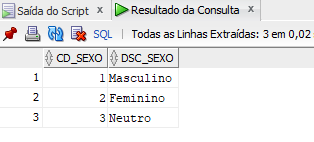 Saída do Script × Resultado da Consulta ×
SQL | Todas as Linhas Extraídas: 3 em 0,02
CD_SEXO DSC_SEXO
1 1 Masculino
2 2 Feminino
3 3 Neutro